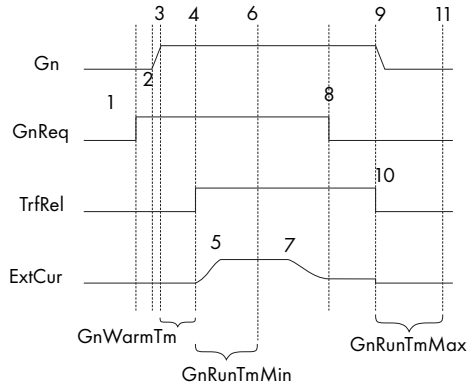 3 4 6 9 11
Gn
2
1 8
GnReq
10
TrfRel
5 7
ExtCur
GnWarmTm
GnRunTmMax
GnRunTmMin